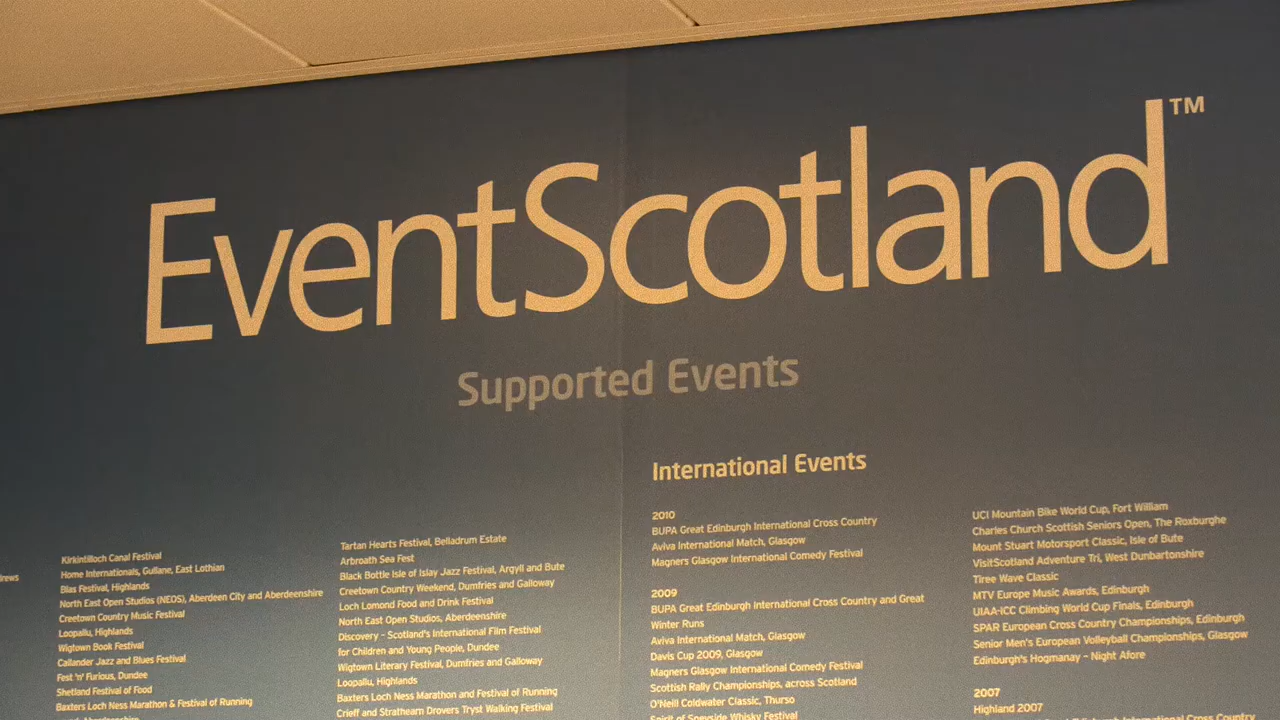 EventScotland™
Supported Events
rews
Kirkintilloch Canal Festival
Home Internationals, Gullane, East Lothian
Blas Festival, Highlands
North East Open Studios (NEOS), Aberdeen City and Aberdeenshire
Creetown Country Music Festival
Loopallu, Highlands
Wigtown Book Festival
Callander Jazz and Blues Festival
Fest 'n' Furious, Dundee
Shetland Festival of Food
Baxters Loch Ness Marathon & Festival of Running
Tartan Hearts Festival, Belladrum Estate
Arbroath Sea Fest
Black Bottle Isle of Islay Jazz Festival, Argyll and Bute
Creetown Country Weekend, Dumfries and Galloway
Loch Lomond Food and Drink Festival
North East Open Studios, Aberdeenshire
Discovery – Scotland's International Film Festival
for Children and Young People, Dundee
Wigtown Literary Festival, Dumfries and Galloway
Loopallu, Highlands
Baxters Loch Ness Marathon and Festival of Running
Crieff and Strathearn Drovers Tryst Walking Festival
International Events
2010
BUPA Great Edinburgh International Cross Country
Aviva International Match, Glasgow
Magners Glasgow International Comedy Festival
2009
BUPA Great Edinburgh International Cross Country and Great
Winter Runs
Aviva International Match, Glasgow
Davis Cup 2009, Glasgow
Magners Glasgow International Comedy Festival
Scottish Rally Championships, across Scotland
O'Neill Coldwater Classic, Thurso
Spirit of Speyside Whisky Festival
UCI Mountain Bike World Cup, Fort William
Charles Church Scottish Seniors Open, The Roxburghe
Mount Stuart Motorsport Classic, Isle of Bute
VisitScotland Adventure Tri, West Dunbartonshire
Tiree Wave Classic
MTV Europe Music Awards, Edinburgh
UIAA-ICC Climbing World Cup Finals, Edinburgh
SPAR European Cross Country Championships, Edinburgh
Senior Men's European Volleyball Championships, Glasgow
Edinburgh's Hogmanay – Night Afore
2007
Highland 2007
International Cross Country